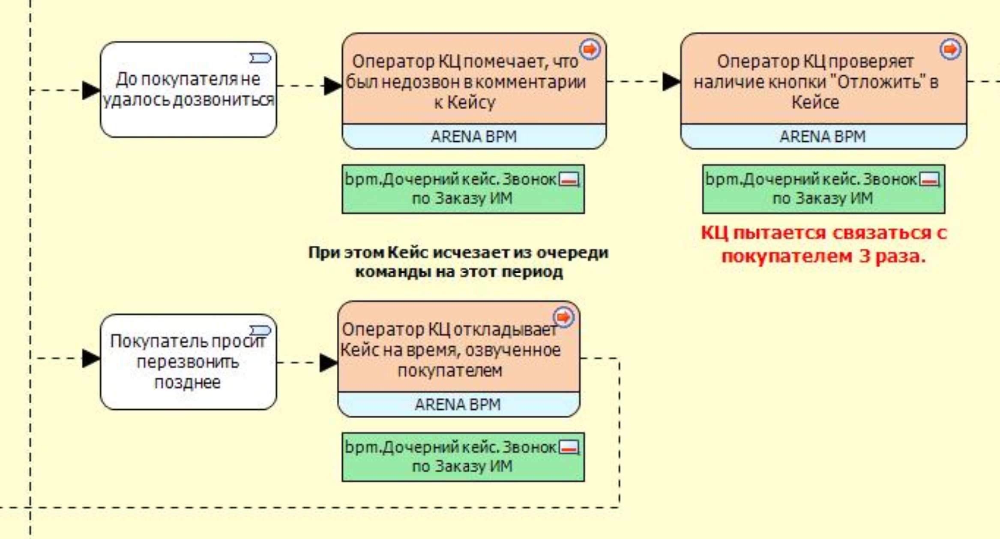 До покупателя не
удалось дозвониться
Оператор КЦ помечает, что
был недозвон в комментарии
к Кейсу
ARENA BPM
bpm.Дочерний кейс. Звонок
по Заказу ИМ
Оператор КЦ проверяет
наличие кнопки "Отложить" в
Кейсе
ARENA BPM
bpm.Дочерний кейс. Звонок
по Заказу ИМ
КЦ пытается связаться с
покупателем 3 раза.
При этом Кейс исчезает из очереди
команды на этот период
Покупатель просит
перезвонить
позднее
Оператор КЦ откладывает
Кейс на время, озвученное
покупателем
ARENA BPM
bpm.Дочерний кейс. Звонок
по Заказу ИМ